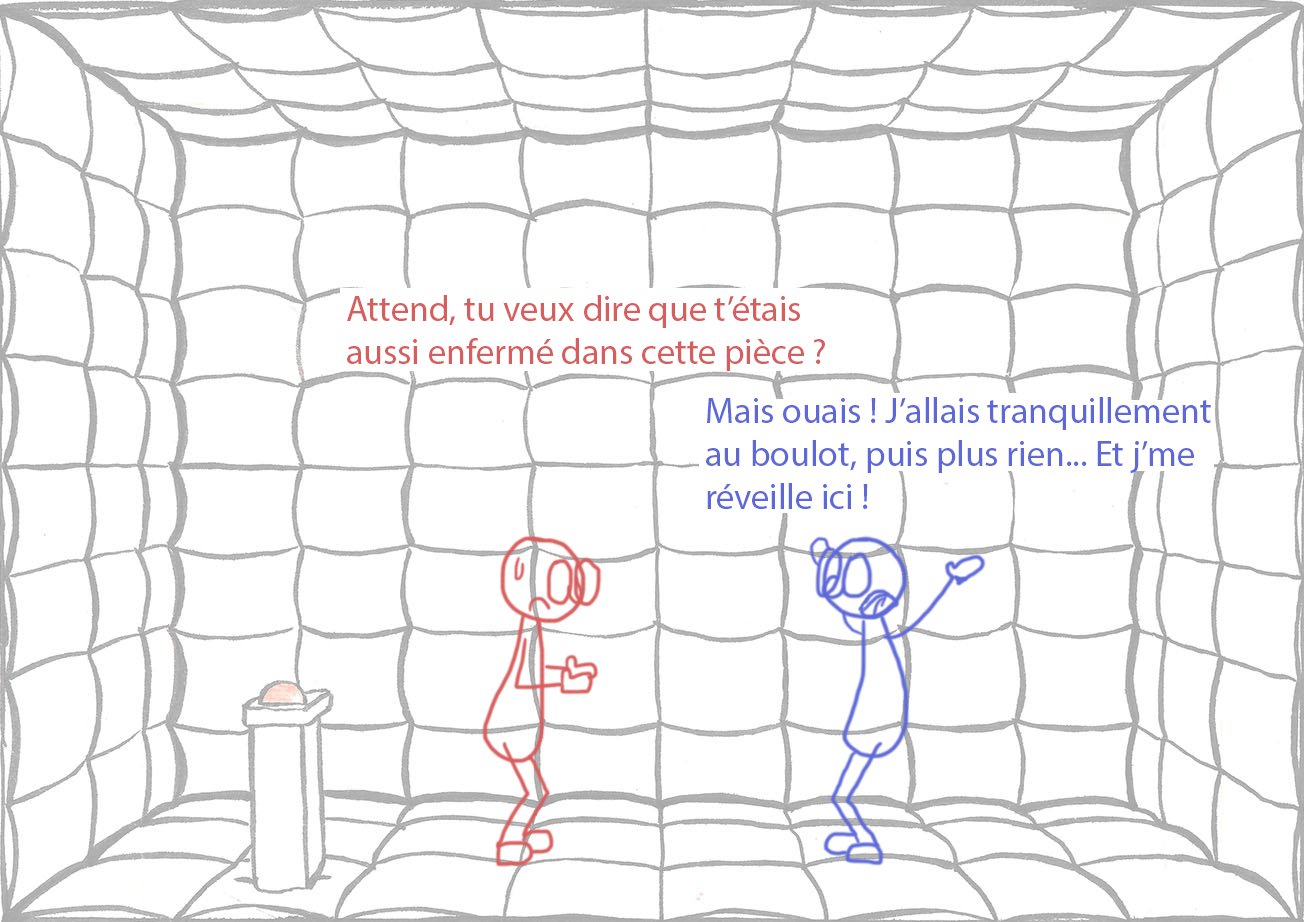 Attend, tu veux dire que t’étais
aussi enfermé dans cette pièce ?
Mais ouais ! J’allais tranquillement
au boulot, puis plus rien... Et j’me
réveille ici !